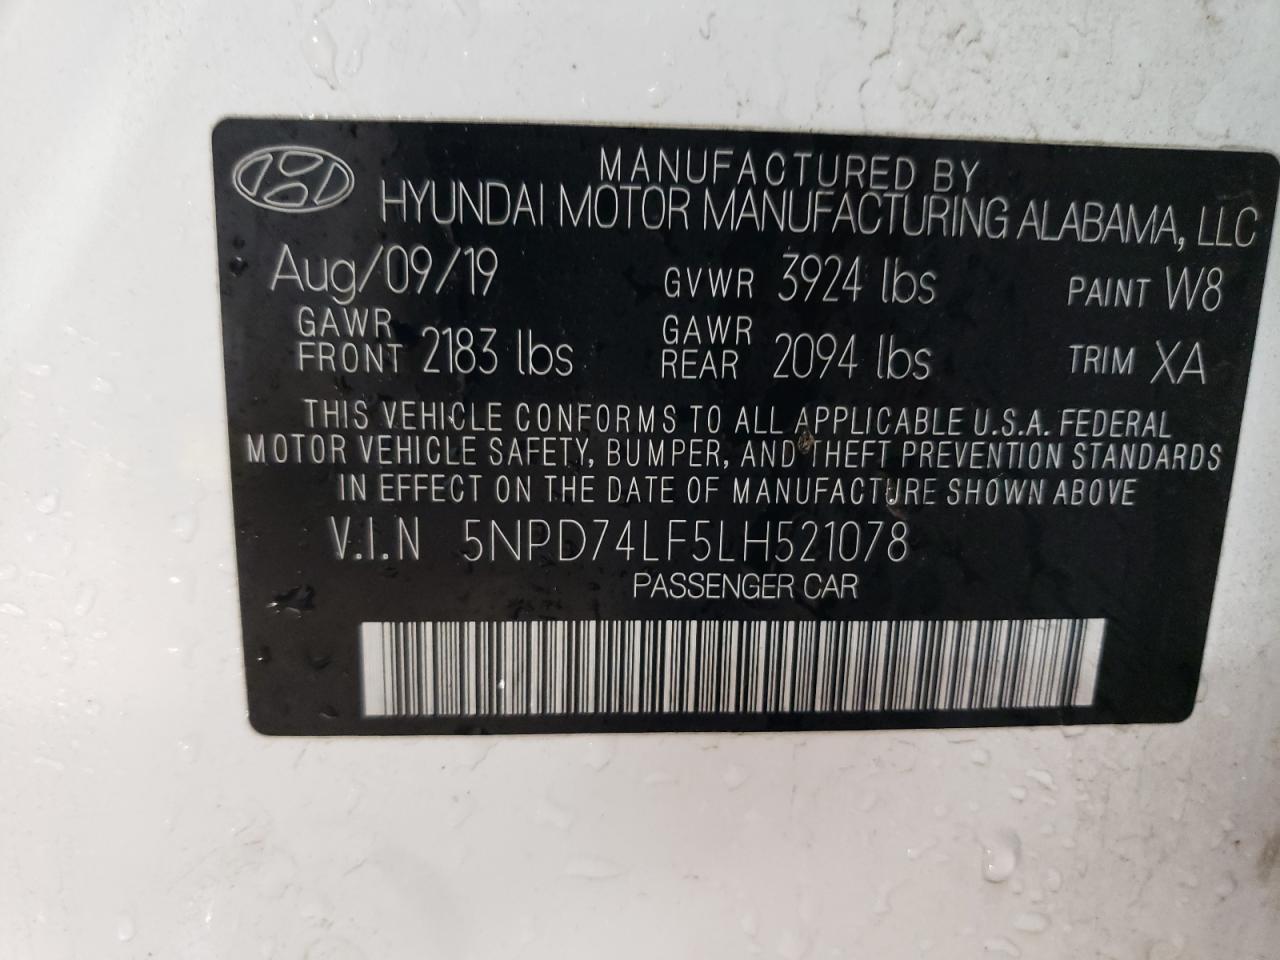 MANUFACTURED BY
HYUNDAI MOTOR MANUFACTURING ALABAMA, LLC
Aug/09/19 GVWR 3924 lbs PAINT W8
GAWR FRONT 2183 lbs GAWR REAR 2094 lbs TRIM XA
THIS VEHICLE CONFORMS TO ALL APPLICABLE U.S.A. FEDERAL
MOTOR VEHICLE SAFETY, BUMPER, AND THEFT PREVENTION STANDARDS
IN EFFECT ON THE DATE OF MANUFACTURE SHOWN ABOVE
V.I.N 5NPD74LF5LH521078
PASSENGER CAR